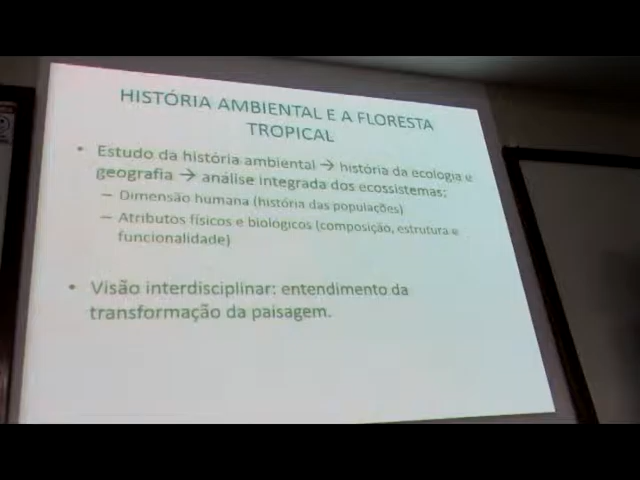 HISTÓRIA AMBIENTAL E A FLORESTA
TROPICAL
• Estudo da história ambiental → história da ecologia e
geografia → análise integrada dos ecossistemas;
– Dimensão humana (história das populações)
– Atributos físicos e biológicos (composição, estrutura e
funcionalidade)
• Visão interdisciplinar: entendimento da
transformação da paisagem.